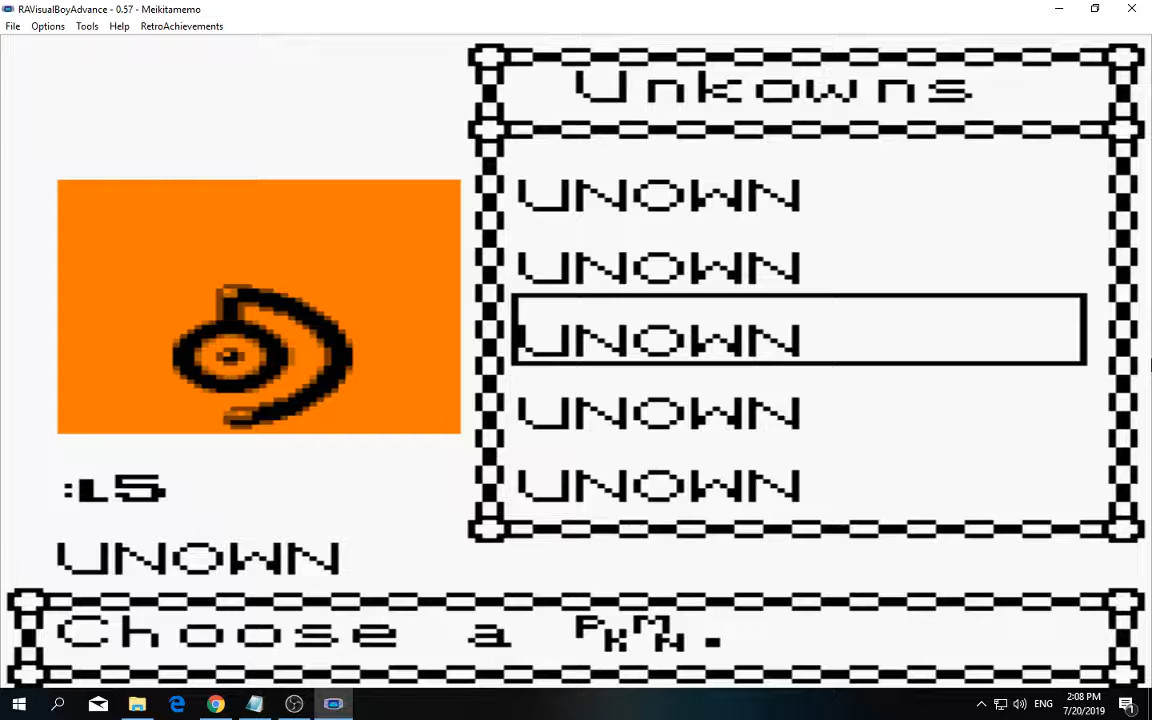 RAVisualBoyAdvance - 0.57 - Meikitamemo
File Options Tools Help RetroAchievements
Unkowns
UNOWN
UNOWN
UNOWN
UNOWN
UNOWN
:L5
UNOWN
Choose a PKMN.
ENG
2:08 PM
7/20/2019
1